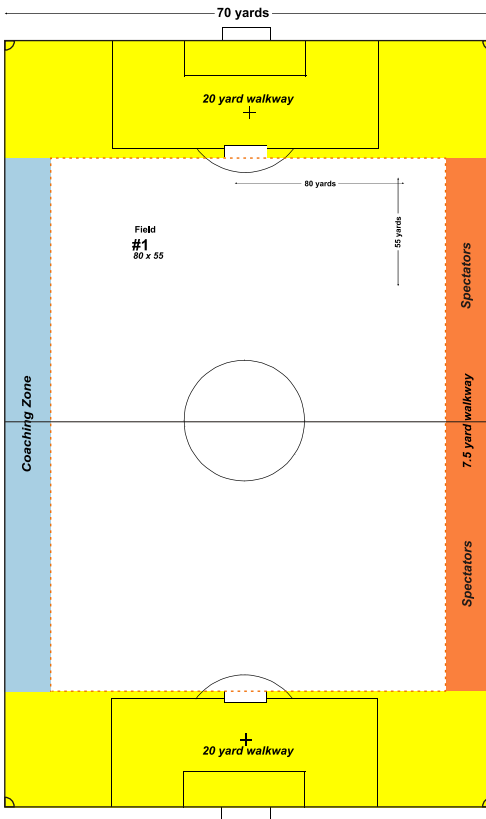 70 yards
20 yard walkway
80 yards
55 yards
Field
#1
80 x 55
Spectators
Coaching Zone
7.5 yard walkway
Spectators
20 yard walkway